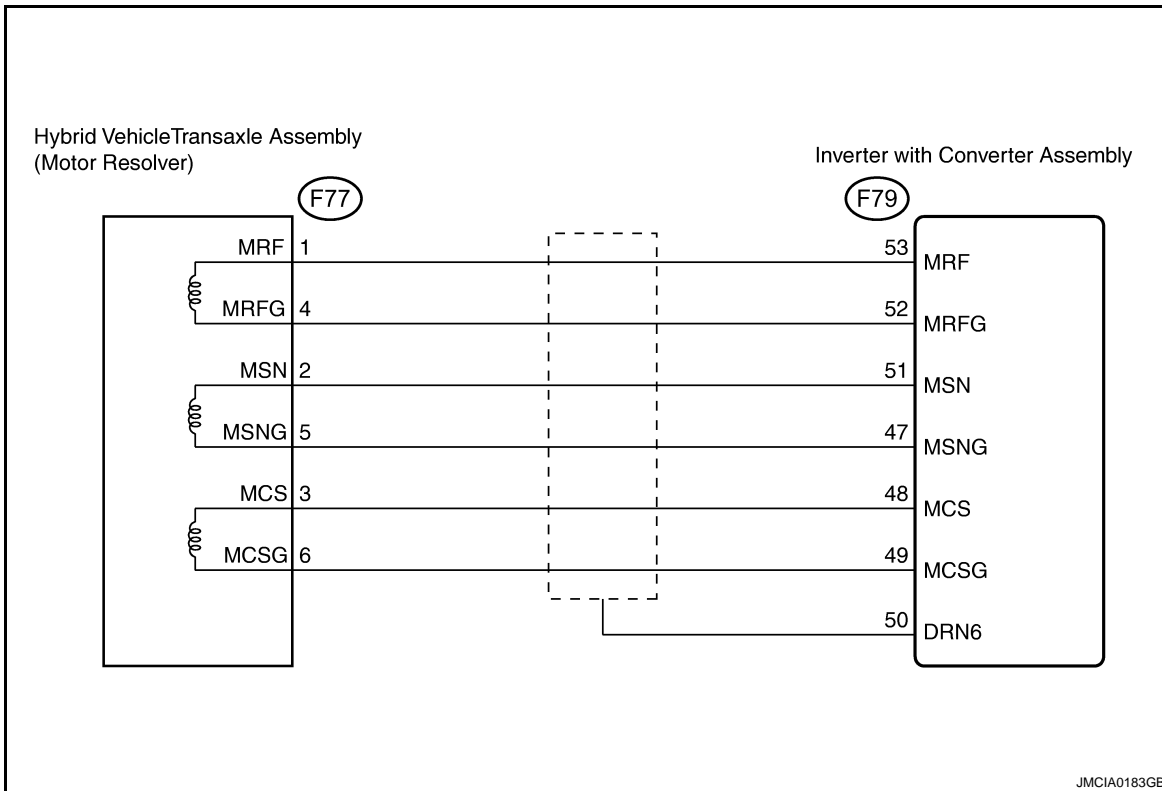 Hybrid VehicleTransaxle Assembly
(Motor Resolver)
Inverter with Converter Assembly
F77
F79
MRF 1
53 MRF
MRFG 4
52 MRFG
MSN 2
51 MSN
MSNG 5
47 MSNG
MCS 3
48 MCS
MCSG 6
49 MCSG
50 DRN6
JMCIA0183GB